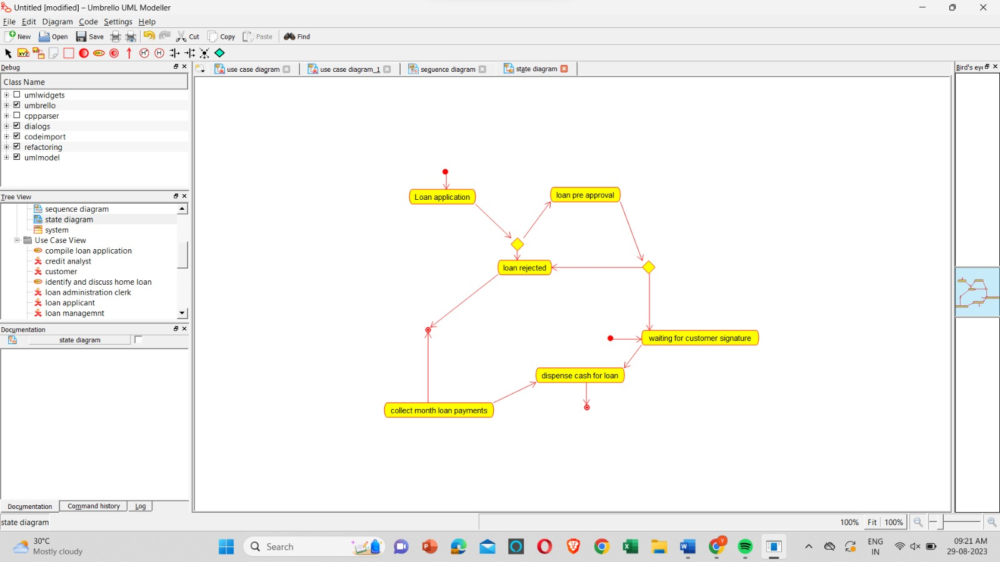 Untitled [modified] – Umbrello UML Modeller
File Edit Diagram Code Settings Help
New Open Save Cut Copy Paste Find
XYZ ABC H* H
Debug
Class Name
umlwidgets
umbrello
cppparser
dialogs
codeimport
refactoring
umlmodel
Tree View
sequence diagram
state diagram
system
Use Case View
compile loan application
credit analyst
customer
identify and discuss home loan
loan administration clerk
loan applicant
loan managemnt
Documentation
state diagram
Documentation Command history Log
state diagram
use case diagram use case diagram_1 sequence diagram state diagram
Loan application
loan pre approval
loan rejected
waiting for customer signature
dispense cash for loan
collect month loan payments
Bird's eye
100% Fit 100%
30°C
Mostly cloudy
Search
ENG
IN
09:21 AM
29-08-2023